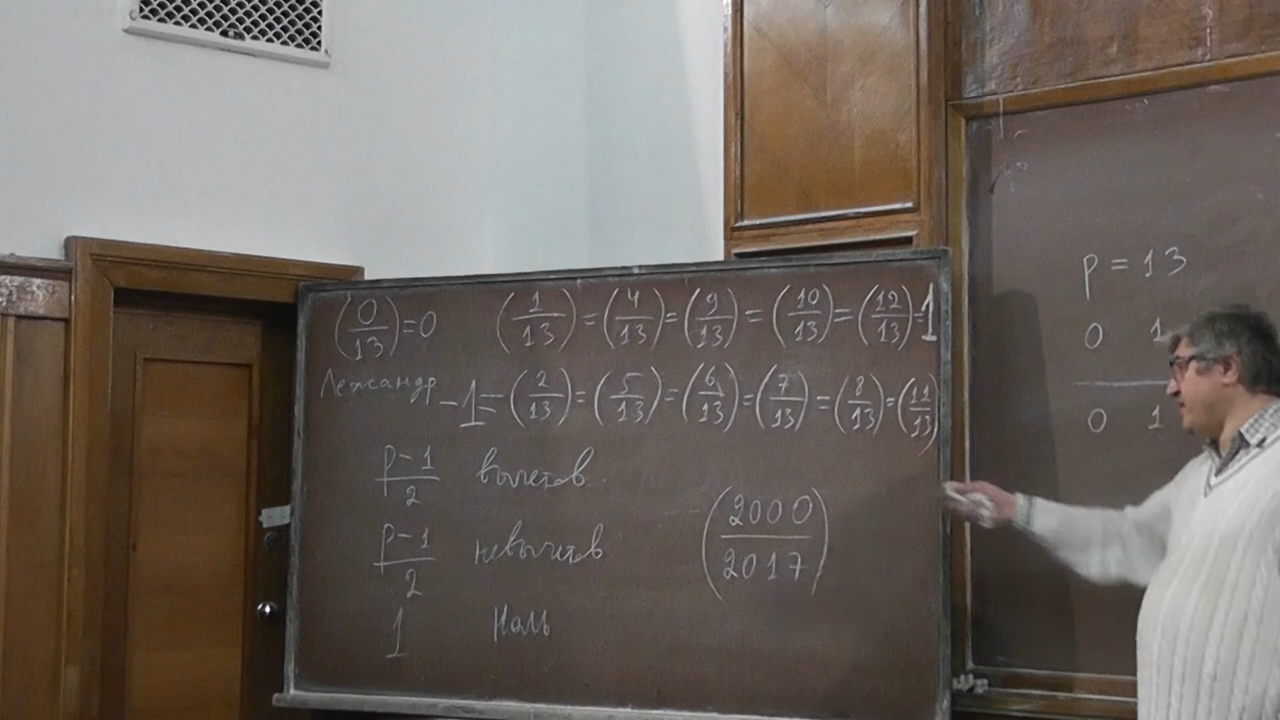 (0/13)=0 (1/13)=(4/13)=(9/13)=(10/13)=(12/13)=1
Лежандр -1=(2/13)=(5/13)=(6/13)=(7/13)=(8/13)=(11/13)
p-1/2 вычетов.
p-1/2 невычетов
(2000/2017)
1 ноль
p=13
0 1
0 1